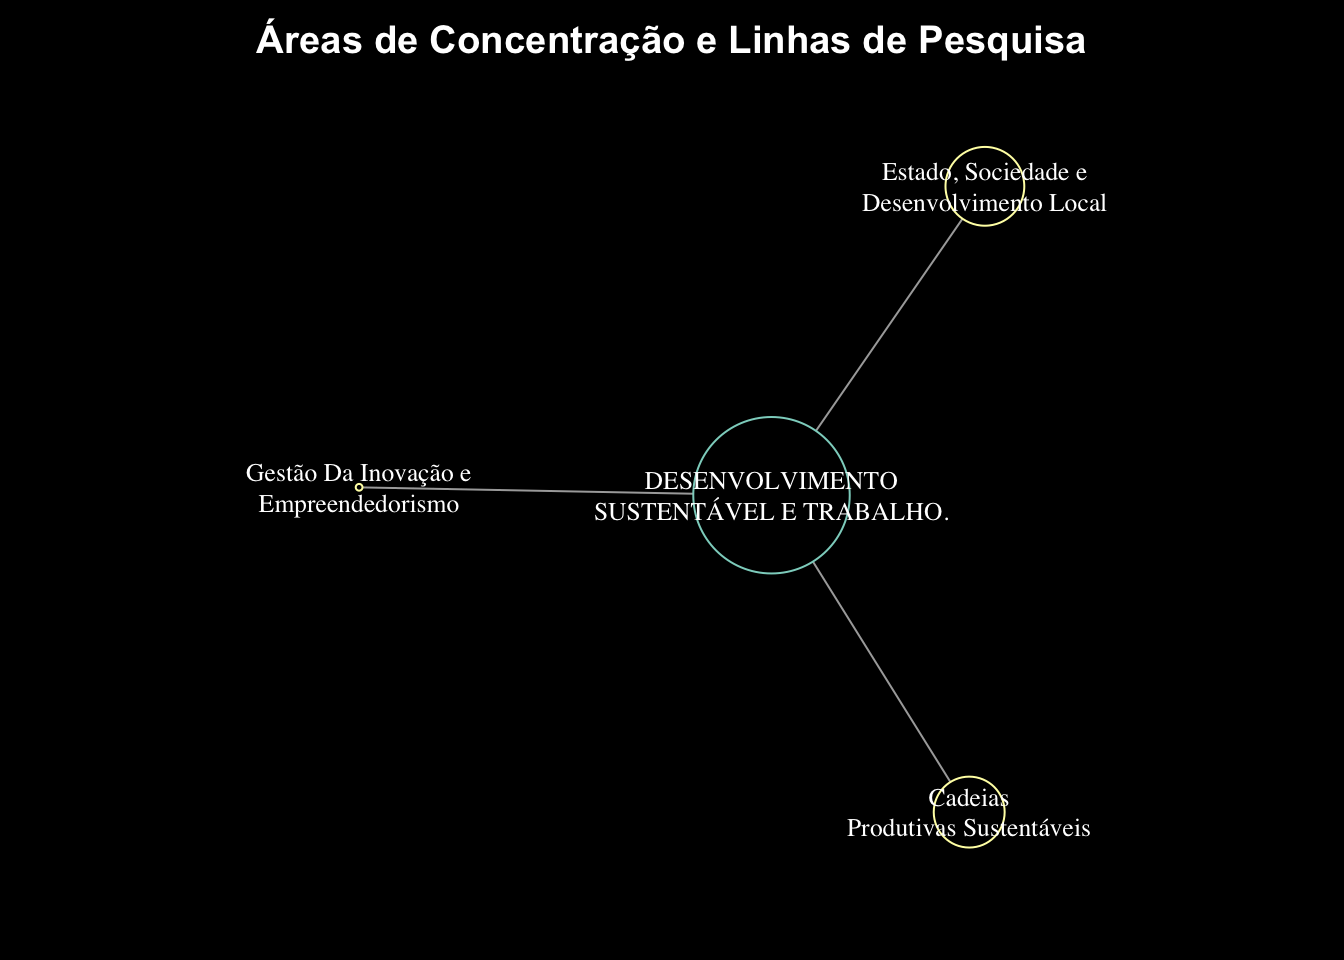 Áreas de Concentração e Linhas de Pesquisa
Estado, Sociedade e
Desenvolvimento Local
Gestão Da Inovação e
Empreendedorismo
DESENVOLVIMENTO
SUSTENTÁVEL E TRABALHO.
Cadeias
Produtivas Sustentáveis